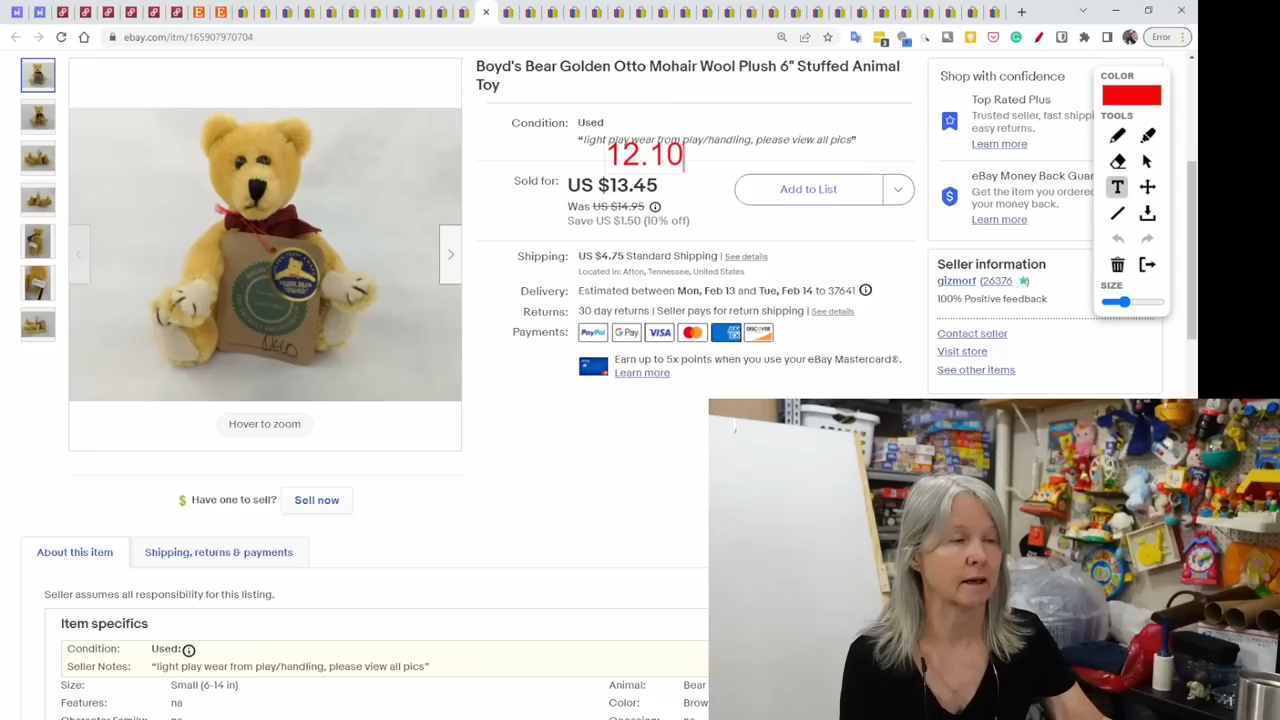 ebay.com/itm/165907970704
Error
Boyd's Bear Golden Otto Mohair Wool Plush 6" Stuffed Animal
Toy
Condition: Used
“light play wear from play/handling, please view all pics”
12.10
Sold for: US $13.45
Was US $14.95
Save US $1.50 (10% off)
Add to List
Shipping: US $4.75 Standard Shipping | See details
Located in: Afton, Tennessee, United States
Delivery: Estimated between Mon, Feb 13 and Tue, Feb 14 to 37641
Returns: 30 day returns | Seller pays for return shipping | See details
Payments: PayPal G Pay VISA DISCOVER
Earn up to 5x points when you use your eBay Mastercard®.
Learn more
Shop with confidence
Top Rated Plus
Trusted seller, fast shipp
easy returns.
Learn more
eBay Money Back Guar
Get the item you ordered
your money back.
Learn more
Seller information
gizmorf (26376
100% Positive feedback
Contact seller
Visit store
See other items
COLOR
TOOLS
T
SIZE
Otto
Hover to zoom
$ Have one to sell? Sell now
About this item
Shipping, returns & payments
Seller assumes all responsibility for this listing.
Item specifics
Condition: Used:
Seller Notes: “light play wear from play/handling, please view all pics”
Size: Small (6-14 in)
Animal: Bear
Features: na
Color: Brow
Character Family: na
Occasion: na